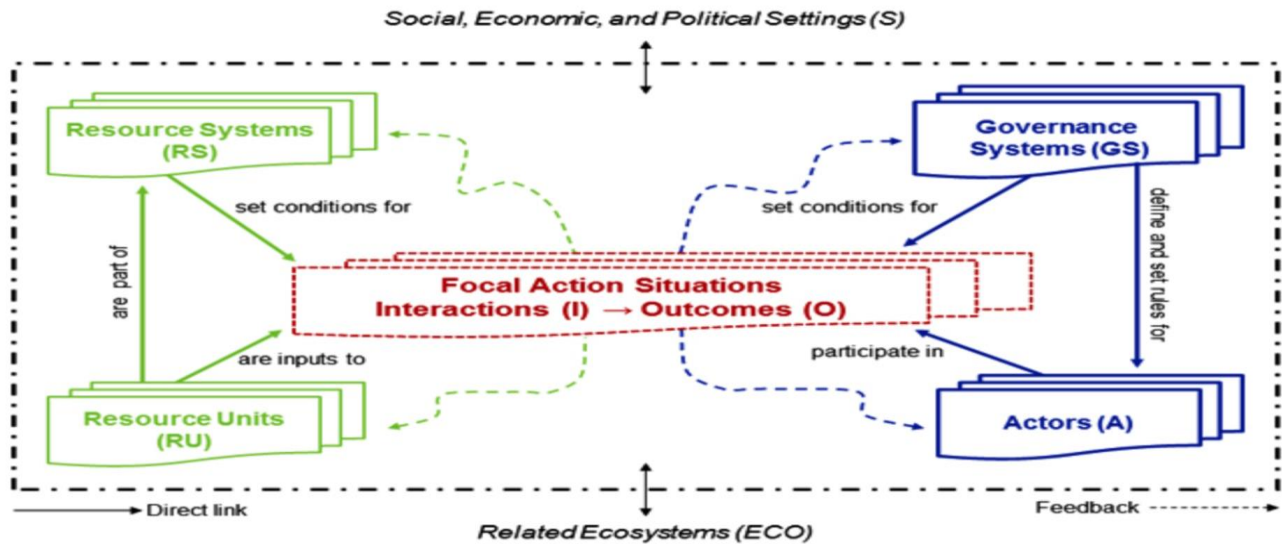 Social, Economic, and Political Settings (S)
Resource Systems
(RS)
Governance
Systems (GS)
set conditions for
set conditions for
are part of
define and set rules for
Focal Action Situations
Interactions (I) → Outcomes (O)
are inputs to
participate in
Resource Units
(RU)
Actors (A)
Direct link
Feedback
Related Ecosystems (ECO)